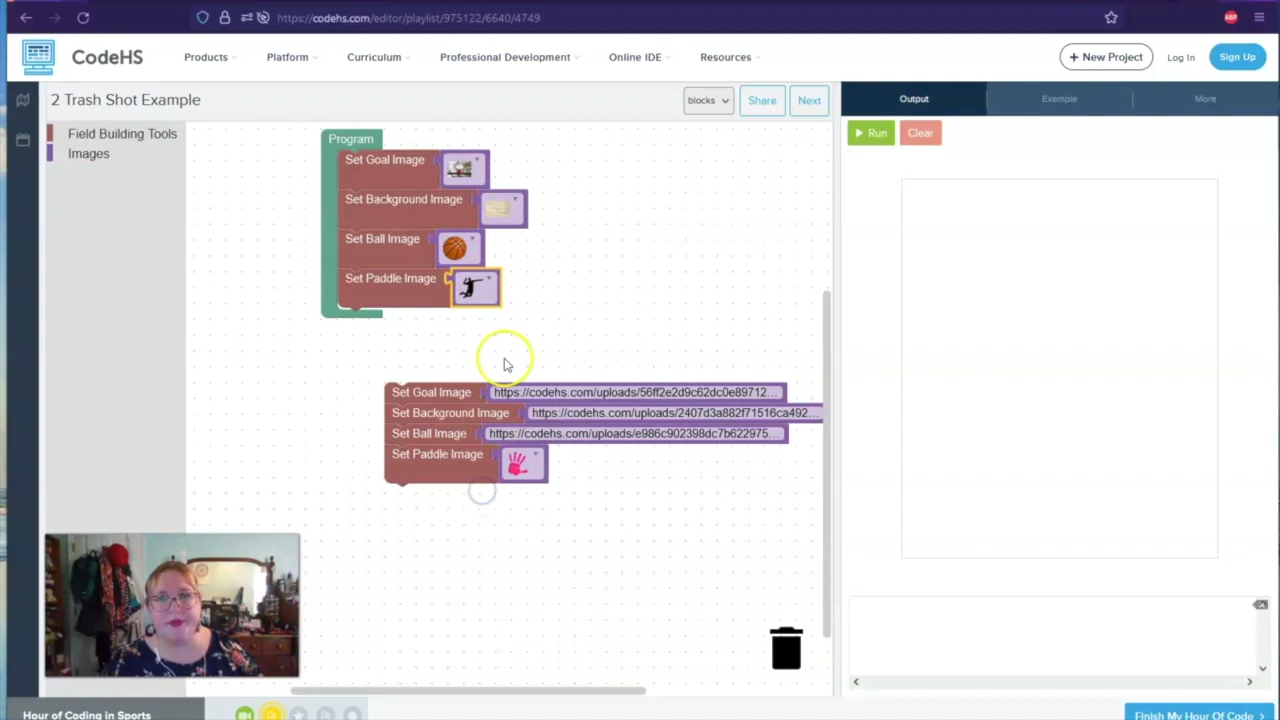 https://codehs.com/editor/playlist/975122/6640/4749
ABP
CodeHS
Products
Platform
Curriculum
Professional Development
Online IDE
Resources
+ New Project
Log In
Sign Up
2 Trash Shot Example
blocks
Share
Next
Output
Example
More
Field Building Tools
Images
Run
Clear
Program
Set Goal Image
Set Background Image
Set Ball Image
Set Paddle Image
Set Goal Image https://codehs.com/uploads/56ff2e2d9c62dc0e89712...
Set Background Image https://codehs.com/uploads/2407d3a882f71516ca492...
Set Ball Image https://codehs.com/uploads/e986c902398dc7b622975...
Set Paddle Image
Hour of Coding in Sports
Finish My Hour Of Code >